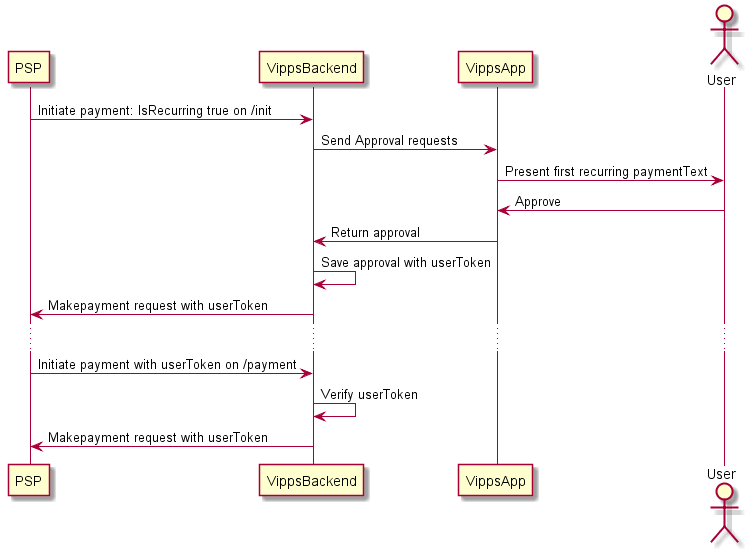 User
PSP
VippsBackend
VippsApp
Initiate payment: IsRecurring true on /init
Send Approval requests
Present first recurring paymentText
Approve
Return approval
Save approval with userToken
Makepayment request with userToken
Initiate payment with userToken on /payment
Verify userToken
Makepayment request with userToken
PSP
VippsBackend
VippsApp
User